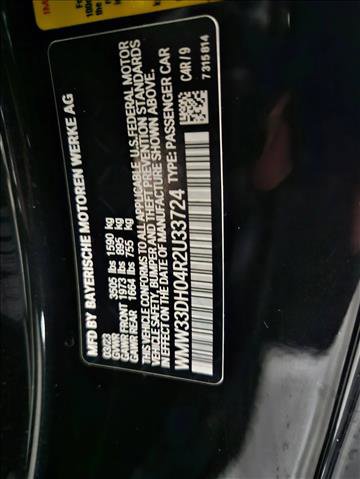 MFD BY BAYERISCHE MOTOREN WERKE AG
03/23
GVWR 3505 lbs 1590 kg
GAWR FRONT 1973 lbs 895 kg
GAWR REAR 1664 lbs 755 kg
THIS VEHICLE CONFORMS TO ALL APPLICABLE U.S. FEDERAL MOTOR
VEHICLE SAFETY, BUMPER AND THEFT PREVENTION STANDARDS
IN EFFECT ON THE DATE OF MANUFACTURE SHOWN ABOVE.
WMW33DH04R2U33724 TYPE: PASSENGER CAR
C4R / 9
7 315 814